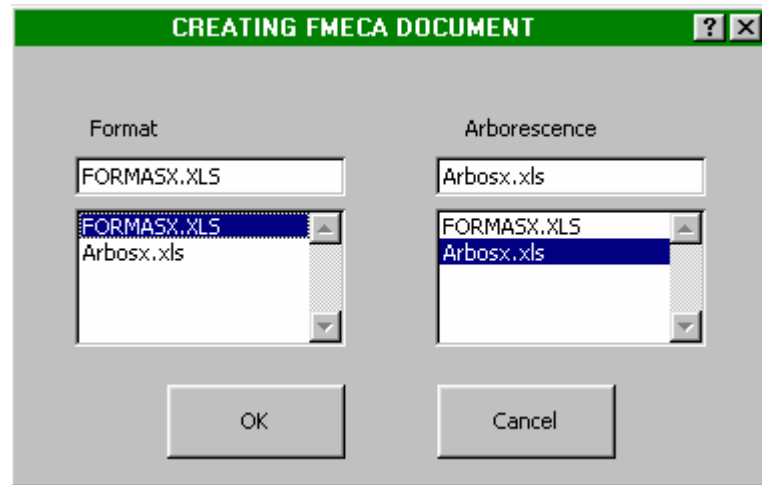 CREATING FMECA DOCUMENT ? X
Format
Arborescence
FORMASX.XLS
Arbosx.xls
FORMASX.XLS
Arbosx.xls
FORMASX.XLS
Arbosx.xls
OK
Cancel